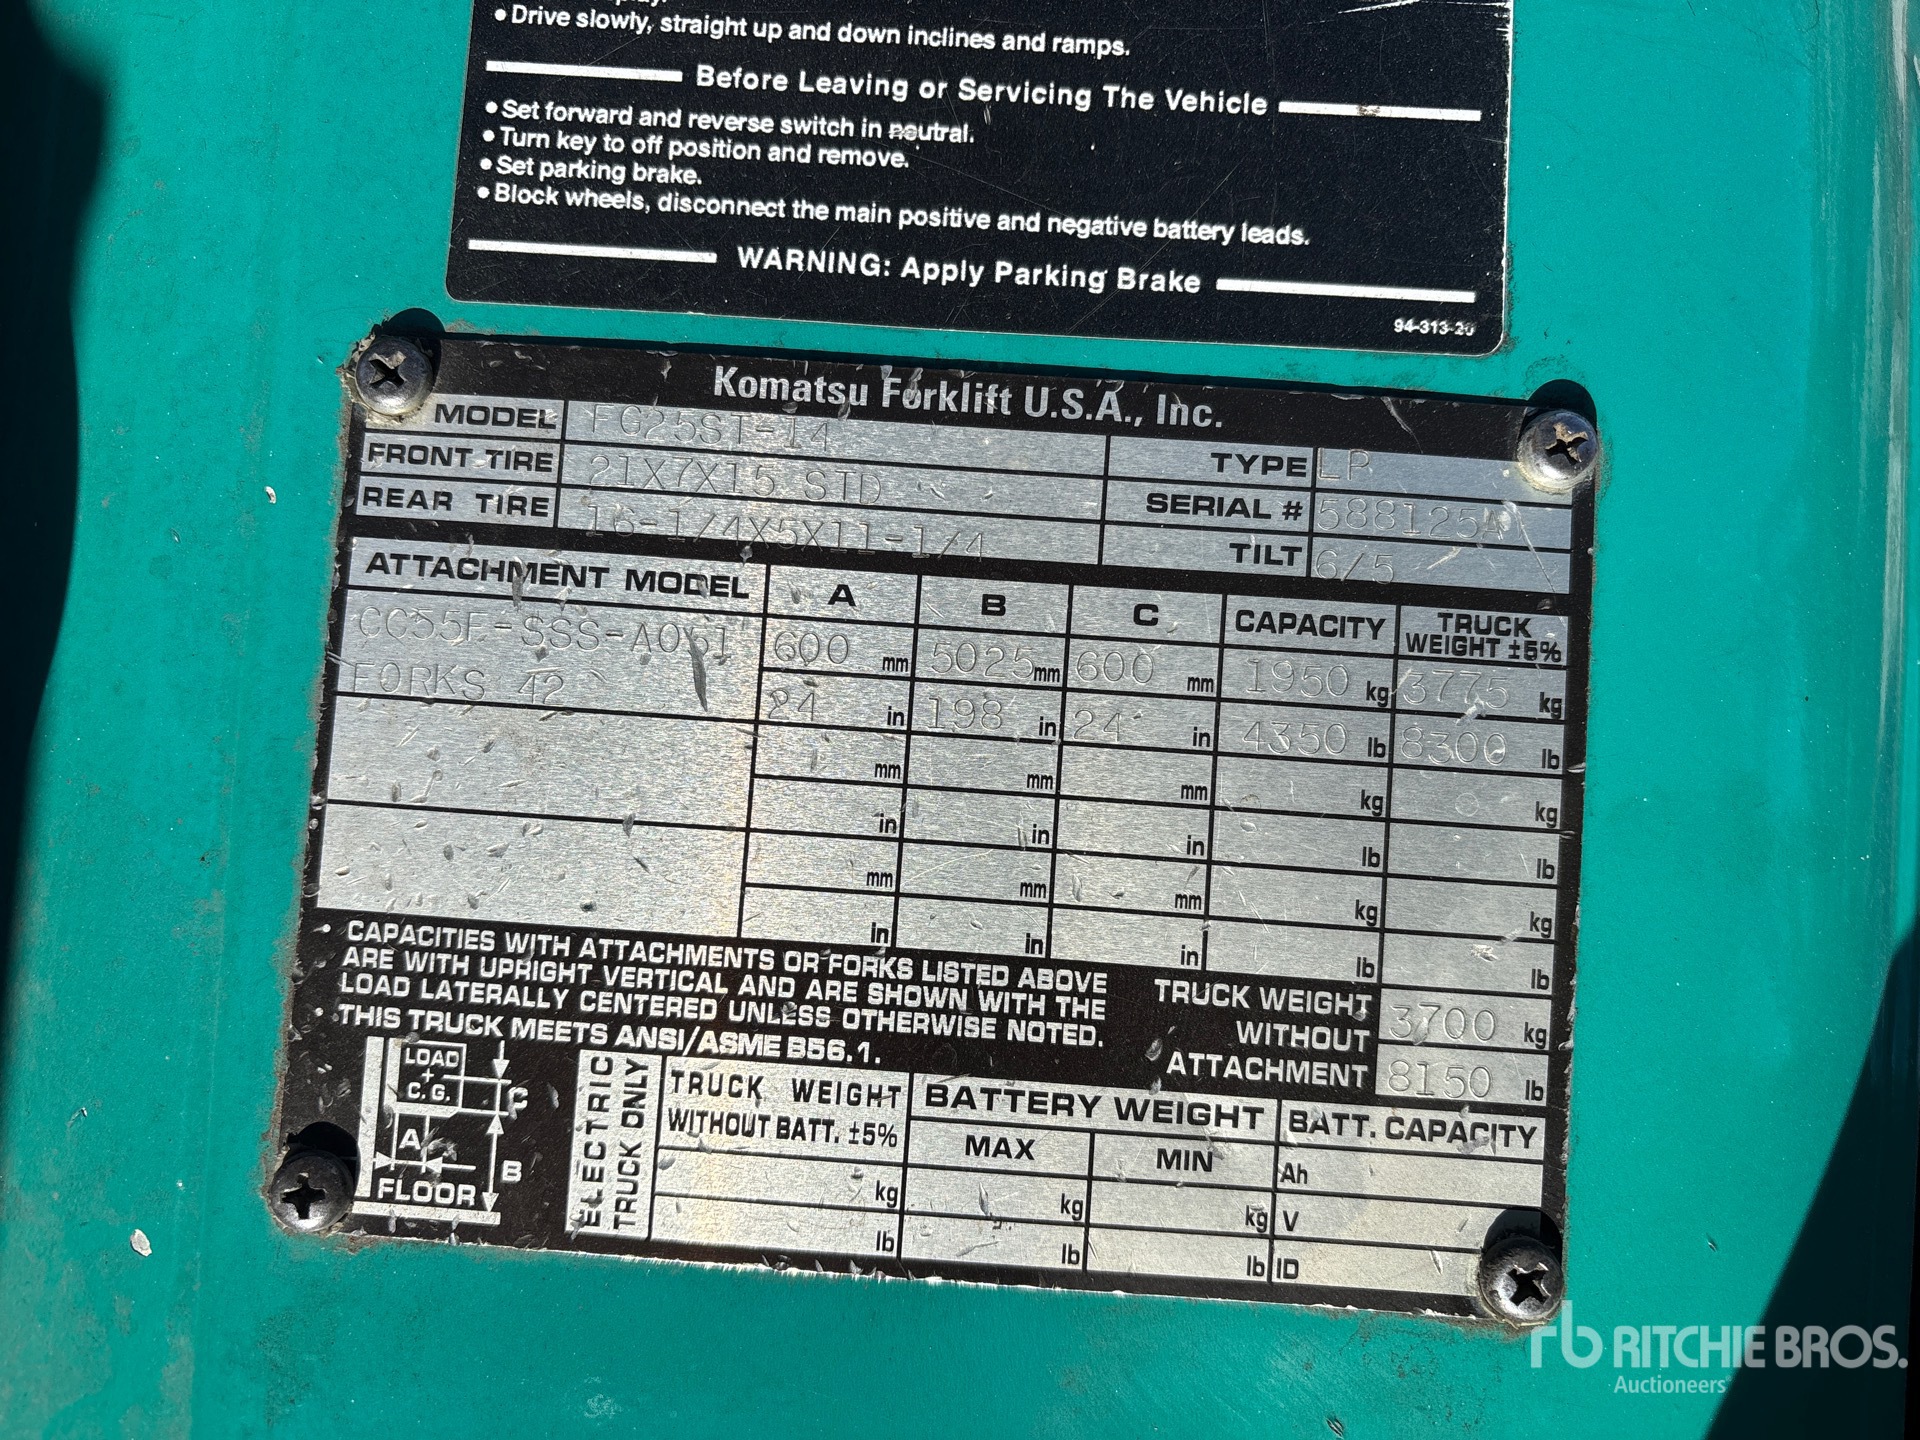 • Drive slowly, straight up and down inclines and ramps.
Before Leaving or Servicing The Vehicle
• Set forward and reverse switch in neutral.
• Turn key to off position and remove.
• Set parking brake.
• Block wheels, disconnect the main positive and negative battery leads.
WARNING: Apply Parking Brake
94-313-20
Komatsu Forklift U.S.A., Inc.
MODEL FG25ST-14
TYPE LP
FRONT TIRE 21X7X15 STD
SERIAL # 588125A
REAR TIRE 16-1/4X5X11-1/4
TILT 6/5
ATTACHMENT MODEL A B C CAPACITY TRUCK WEIGHT ±5%
CC55F-SSS-A051 600 mm 5025 mm 600 mm 1950 kg 3775 kg
FORKS 42 24 in 198 in 24 in 4350 lb 8300 lb
mm mm mm kg kg
in in in lb lb
mm mm mm kg kg
in in in lb lb
• CAPACITIES WITH ATTACHMENTS OR FORKS LISTED ABOVE
ARE WITH UPRIGHT VERTICAL AND ARE SHOWN WITH THE
LOAD LATERALLY CENTERED UNLESS OTHERWISE NOTED.
• THIS TRUCK MEETS ANSI/ASME B56.1.
TRUCK WEIGHT
WITHOUT
ATTACHMENT
3700 kg
8150 lb
LOAD
+
C.G.
C
A
B
FLOOR
ELECTRIC
TRUCK ONLY
TRUCK WEIGHT
WITHOUT BATT. ±5%
BATTERY WEIGHT
BATT. CAPACITY
MAX MIN
kg kg kg
lb lb lb
Ah
V
ID
rb RITCHIE BROS.
Auctioneers